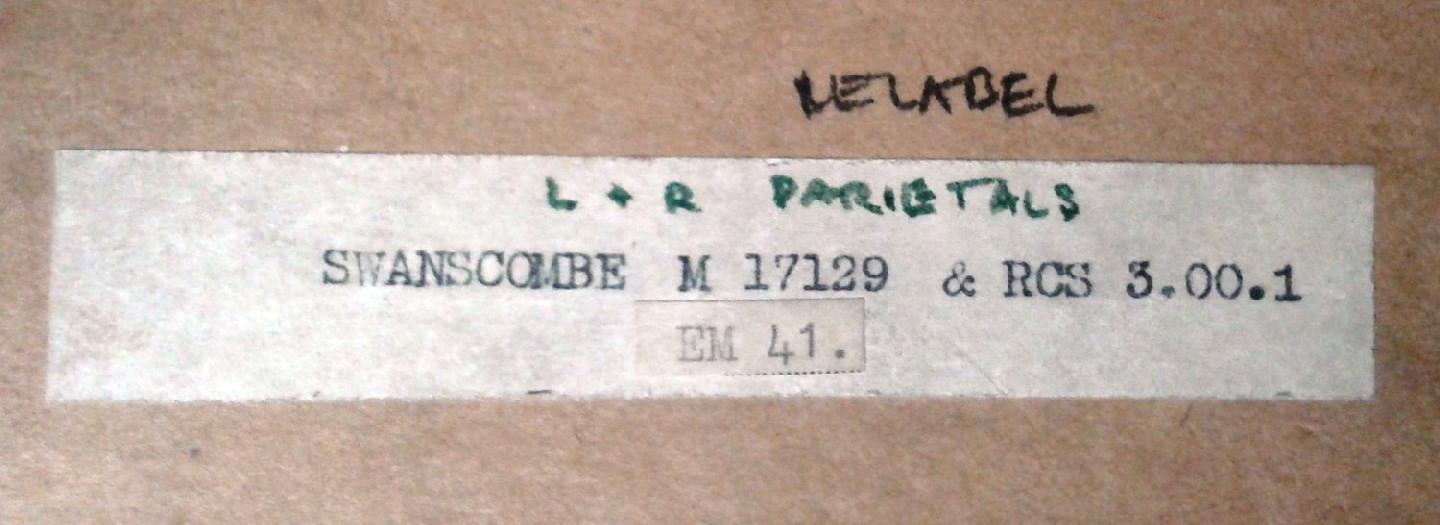 RELABEL
L + R PARIETALS
SWANSCOMBE M 17129 & RCS 3.00.1
EM 41.